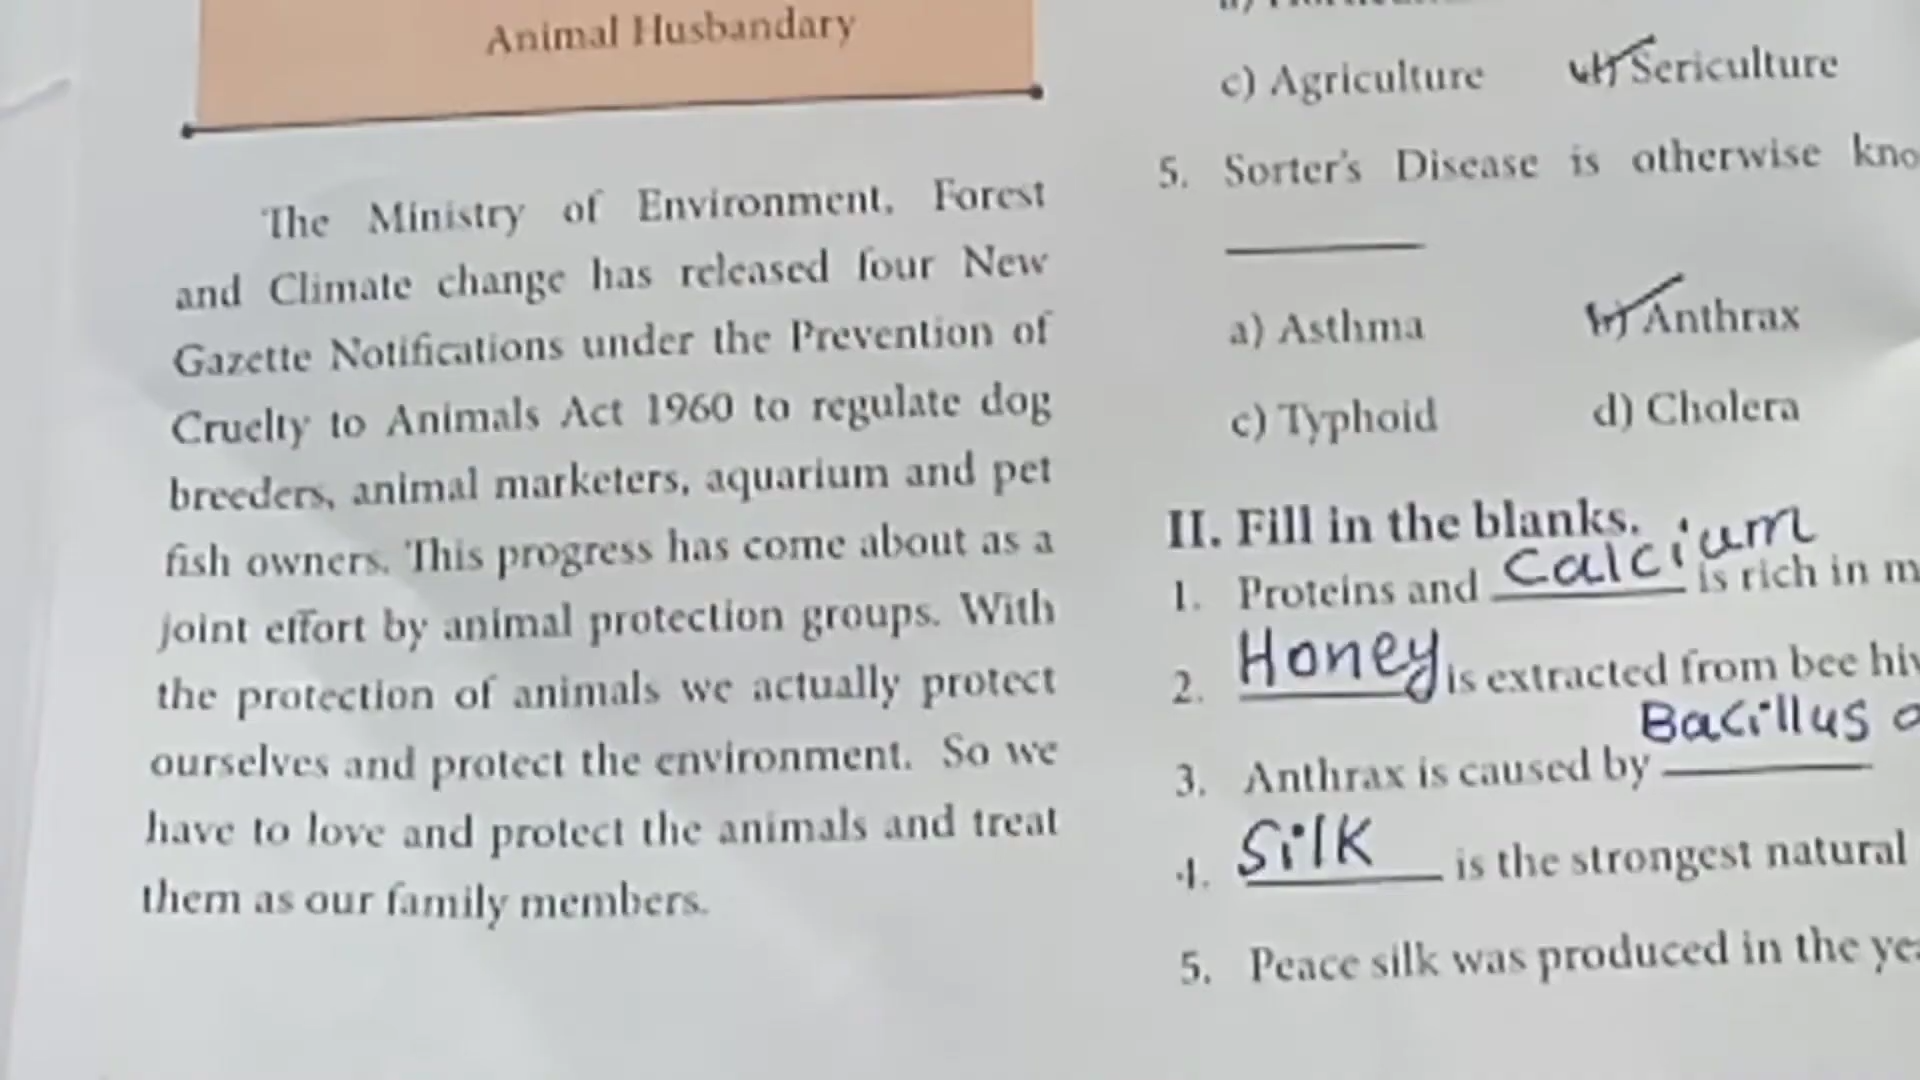 Animal Husbandary
The Ministry of Environment, Forest
and Climate change has released four New
Gazette Notifications under the Prevention of
Cruelty to Animals Act 1960 to regulate dog
breeders, animal marketers, aquarium and pet
fish owners. This progress has come about as a
joint effort by animal protection groups. With
the protection of animals we actually protect
ourselves and protect the environment. So we
have to love and protect the animals and treat
them as our family members.
c) Agriculture d) Sericulture
5. Sorter's Disease is otherwise
a) Asthma b) Anthrax
c) Typhoid d) Cholera
II. Fill in the blanks.
1. Proteins and Calcium is rich in
2. Honey is extracted from bee
Bacillus
3. Anthrax is caused by
4. Silk is the strongest natural
5. Peace silk was produced in the